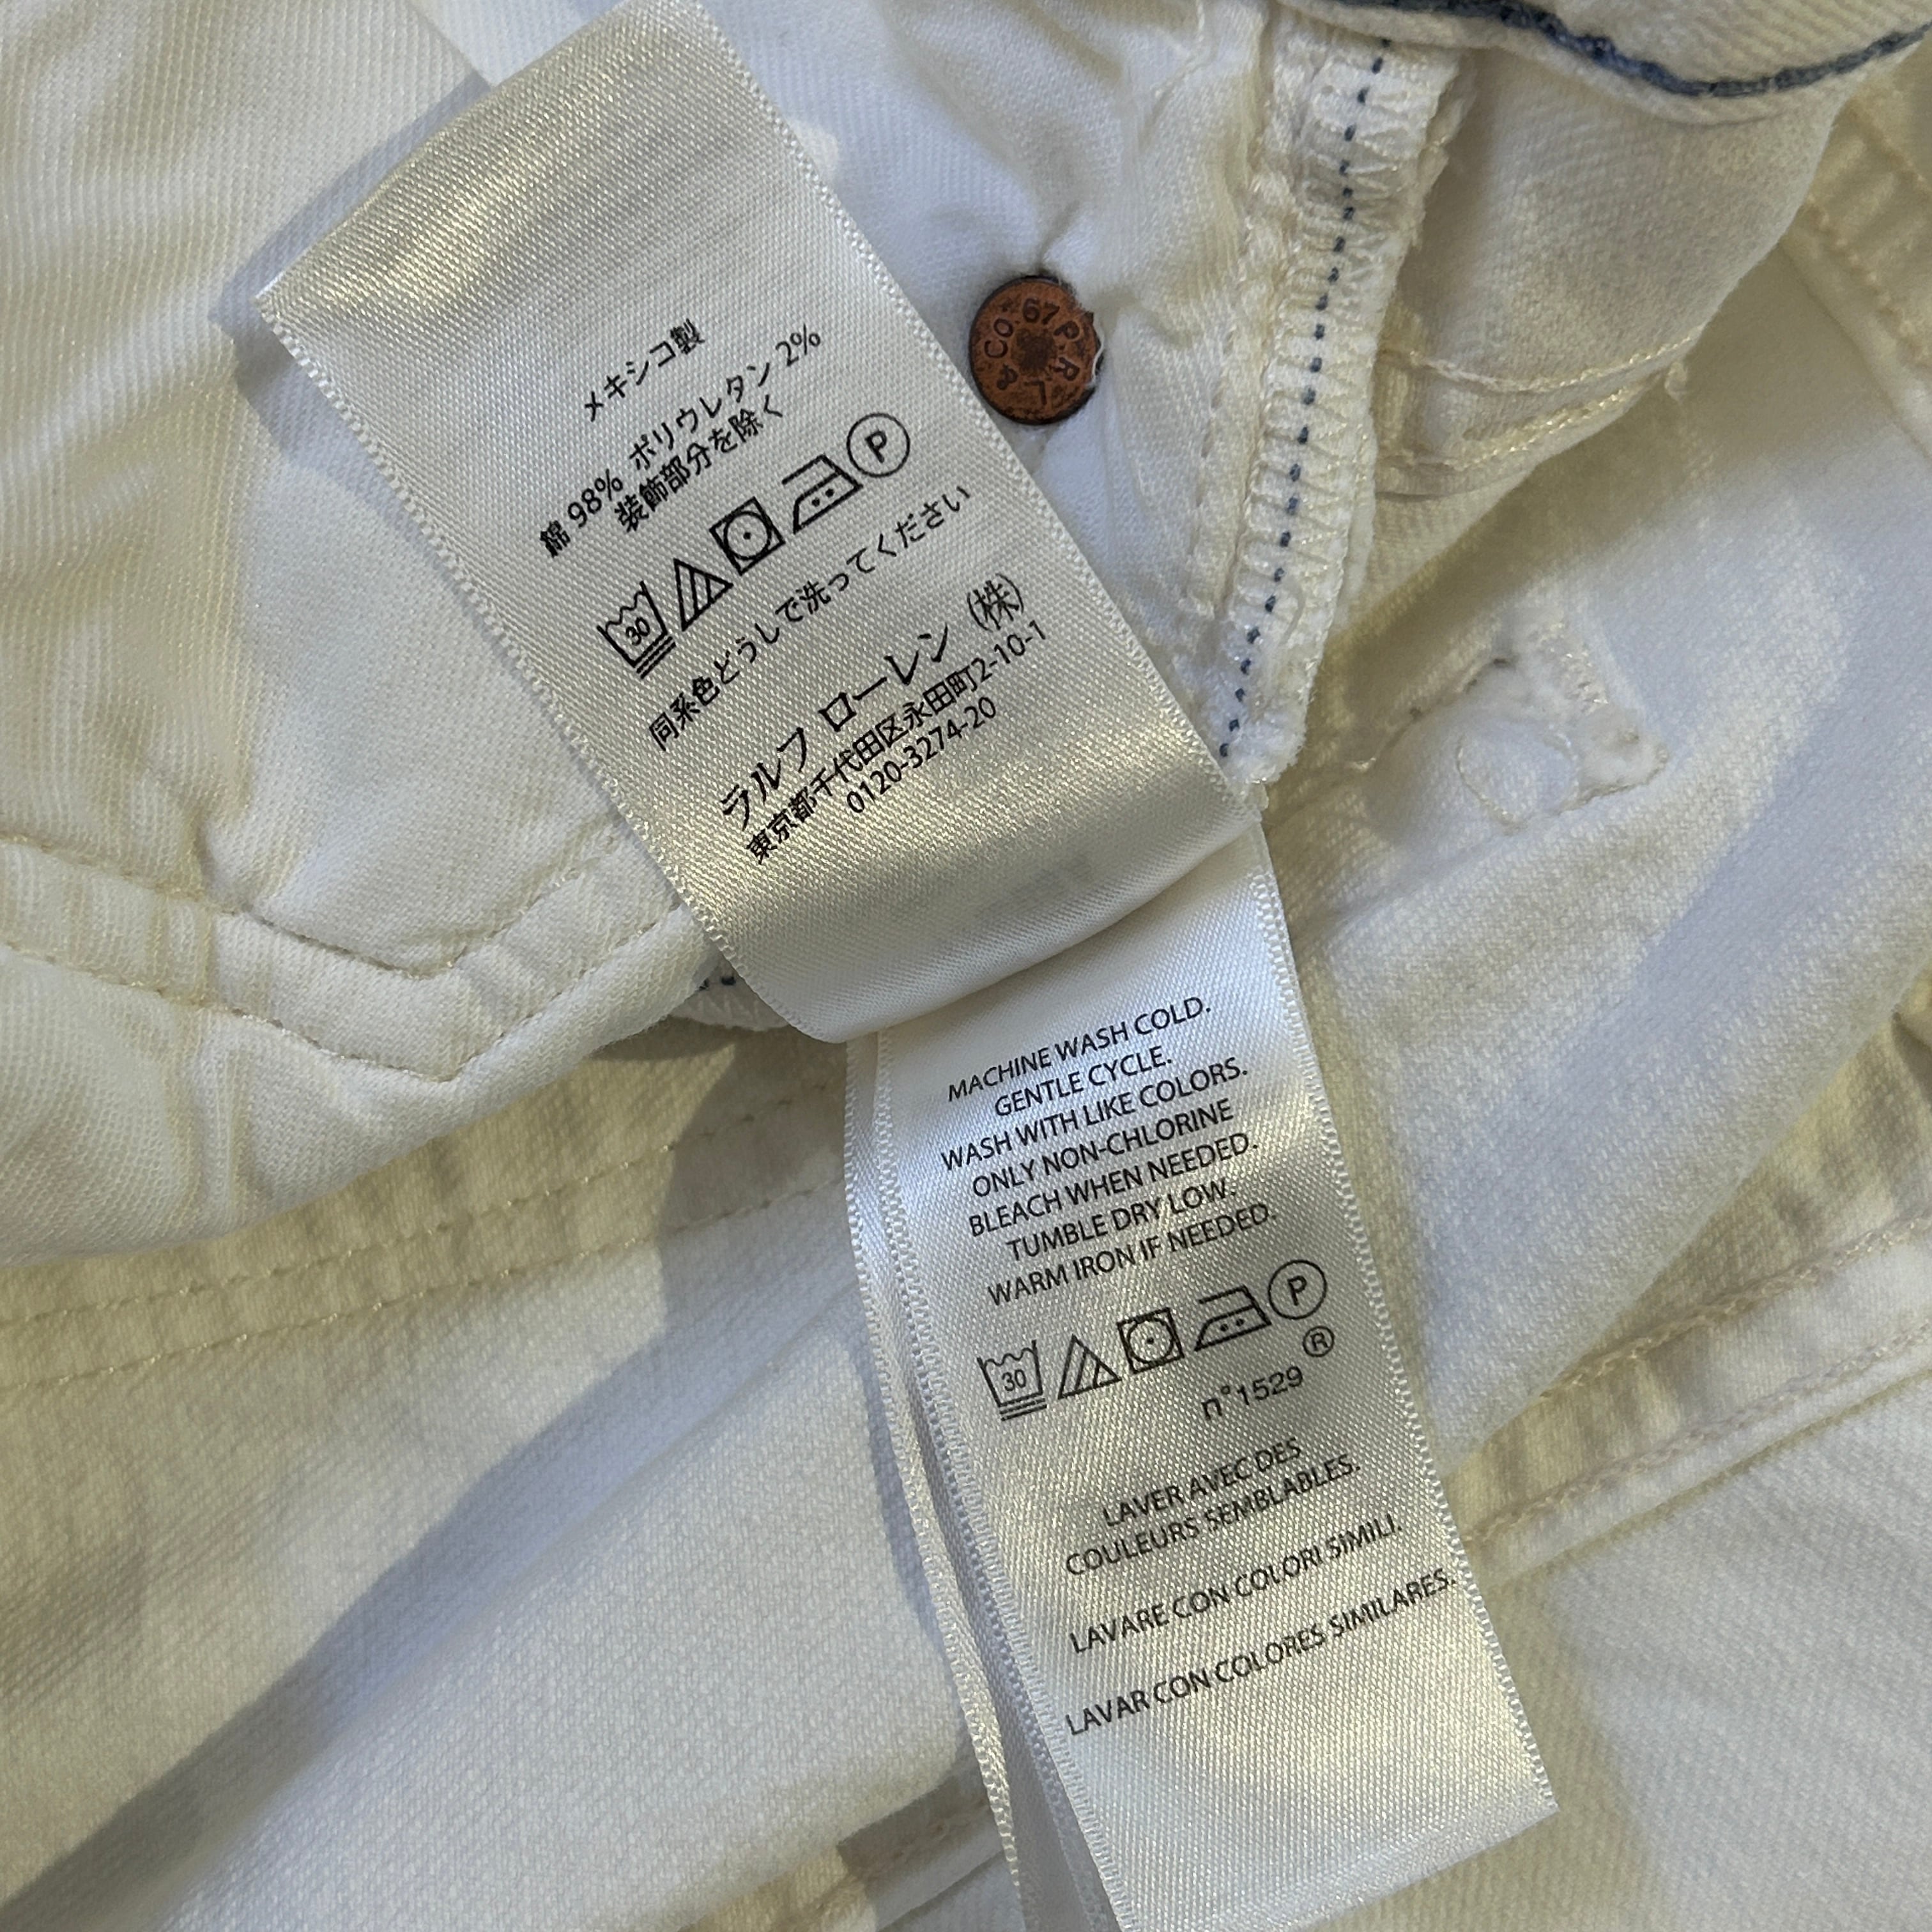 メキシコ製
綿 98% ポリウレタン 2%
装飾部分を除く
30 P
同系色どうしで洗ってください
ラルフ ローレン (株)
東京都千代田区永田町2-10-1
0120-3274-20
P.R.L. & CO. 67
MACHINE WASH COLD.
GENTLE CYCLE.
WASH WITH LIKE COLORS.
ONLY NON-CHLORINE
BLEACH WHEN NEEDED.
TUMBLE DRY LOW.
WARM IRON IF NEEDED.
30 P
®
n°1529
LAVER AVEC DES
COULEURS SEMBLABLES.
LAVARE CON COLORI SIMILI.
LAVAR CON COLORES SIMILARES.